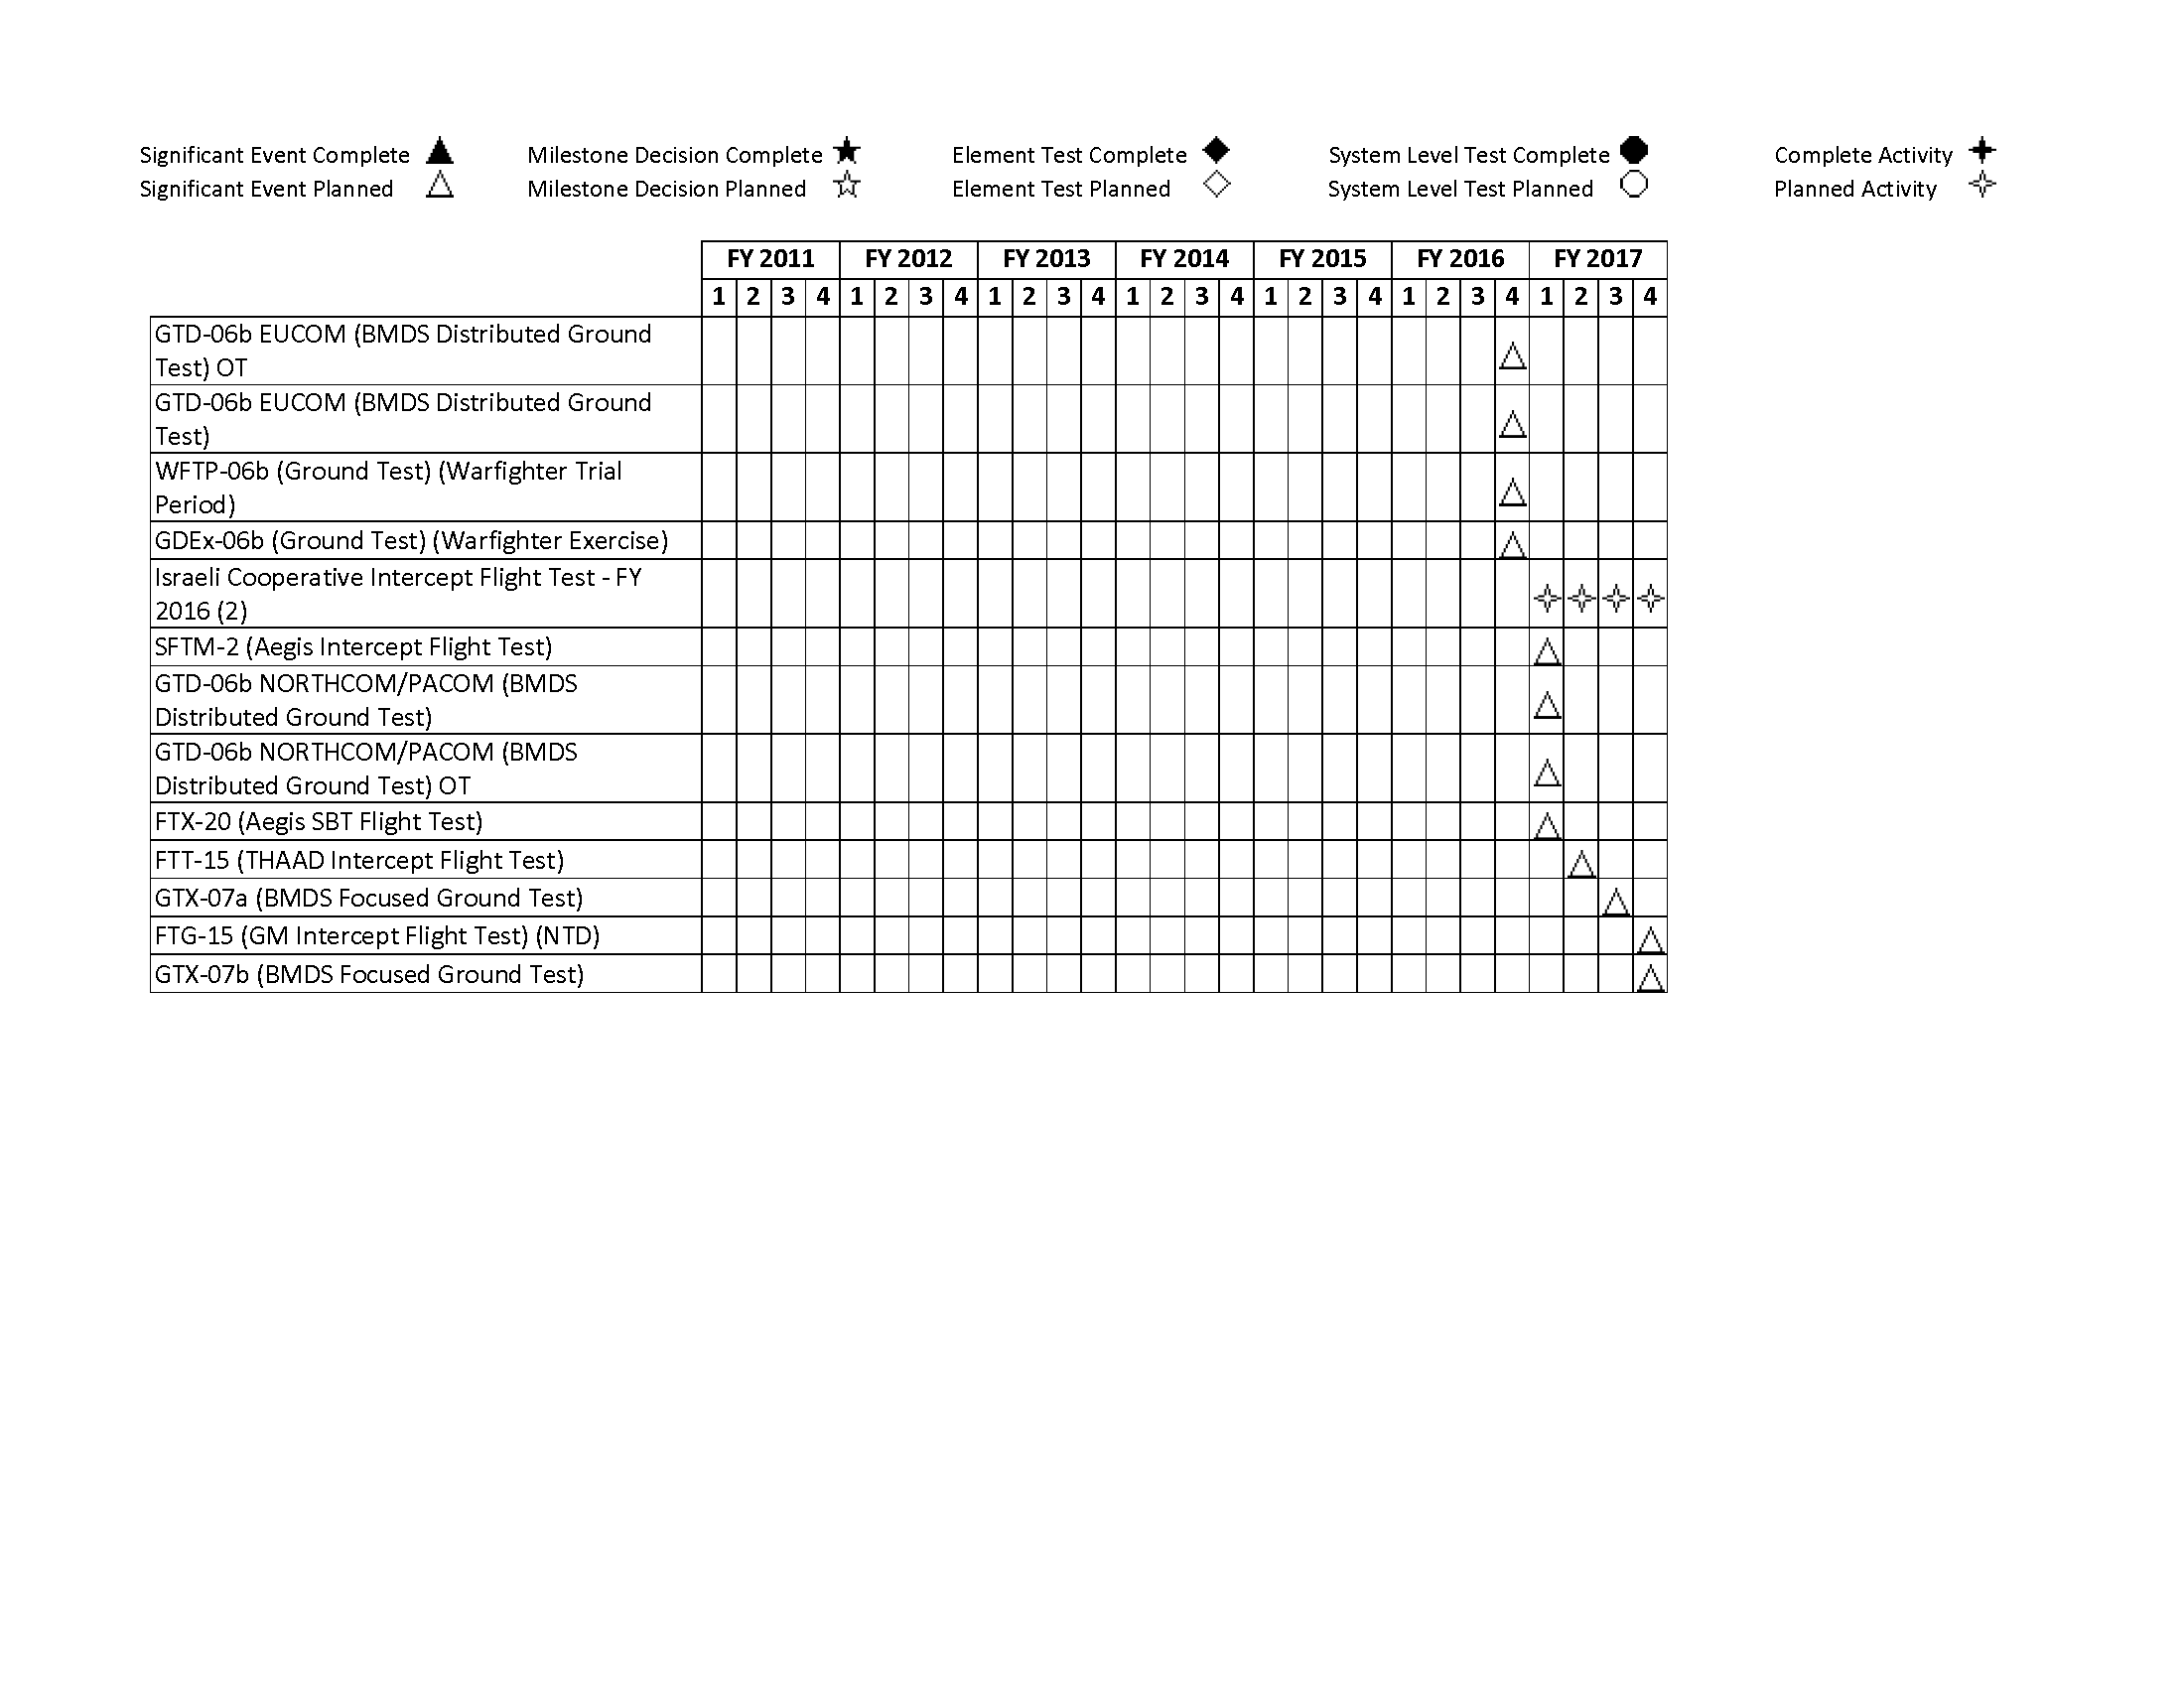 Significant Event Complete Milestone Decision Complete Element Test Complete System Level Test Complete Complete Activity
Significant Event Planned Milestone Decision Planned Element Test Planned System Level Test Planned Planned Activity
FY 2011 FY 2012 FY 2013 FY 2014 FY 2015 FY 2016 FY 2017
1 2 3 4 1 2 3 4 1 2 3 4 1 2 3 4 1 2 3 4 1 2 3 4 1 2 3 4
GTD-06b EUCOM (BMDS Distributed Ground
Test) OT
GTD-06b EUCOM (BMDS Distributed Ground
Test)
WFTP-06b (Ground Test) (Warfighter Trial
Period)
GDEx-06b (Ground Test) (Warfighter Exercise)
Israeli Cooperative Intercept Flight Test - FY
2016 (2)
SFTM-2 (Aegis Intercept Flight Test)
GTD-06b NORTHCOM/PACOM (BMDS
Distributed Ground Test)
GTD-06b NORTHCOM/PACOM (BMDS
Distributed Ground Test) OT
FTX-20 (Aegis SBT Flight Test)
FTT-15 (THAAD Intercept Flight Test)
GTX-07a (BMDS Focused Ground Test)
FTG-15 (GM Intercept Flight Test) (NTD)
GTX-07b (BMDS Focused Ground Test)